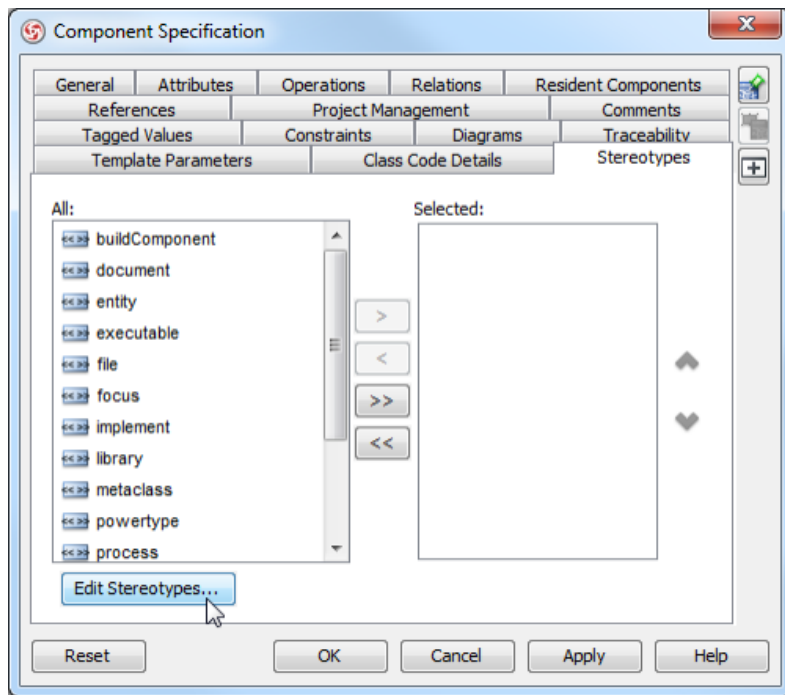 Component Specification
General Attributes Operations Relations Resident Components
References Project Management Comments
Tagged Values Constraints Diagrams Traceability
Template Parameters Class Code Details Stereotypes
All: Selected:
<<>> buildComponent
<<>> document
<<>> entity
<<>> executable
>
<<>> file
<
<<>> focus
>>
<<>> implement
<<
<<>> library
<<>> metaclass
<<>> powertype
<<>> process
Edit Stereotypes...
Reset OK Cancel Apply Help